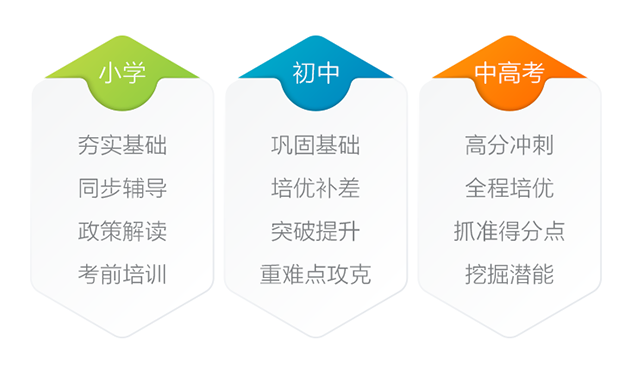 小学
夯实基础
同步辅导
政策解读
考前培训
初中
巩固基础
培优补差
突破提升
重难点攻克
中高考
高分冲刺
全程培优
抓准得分点
挖掘潜能